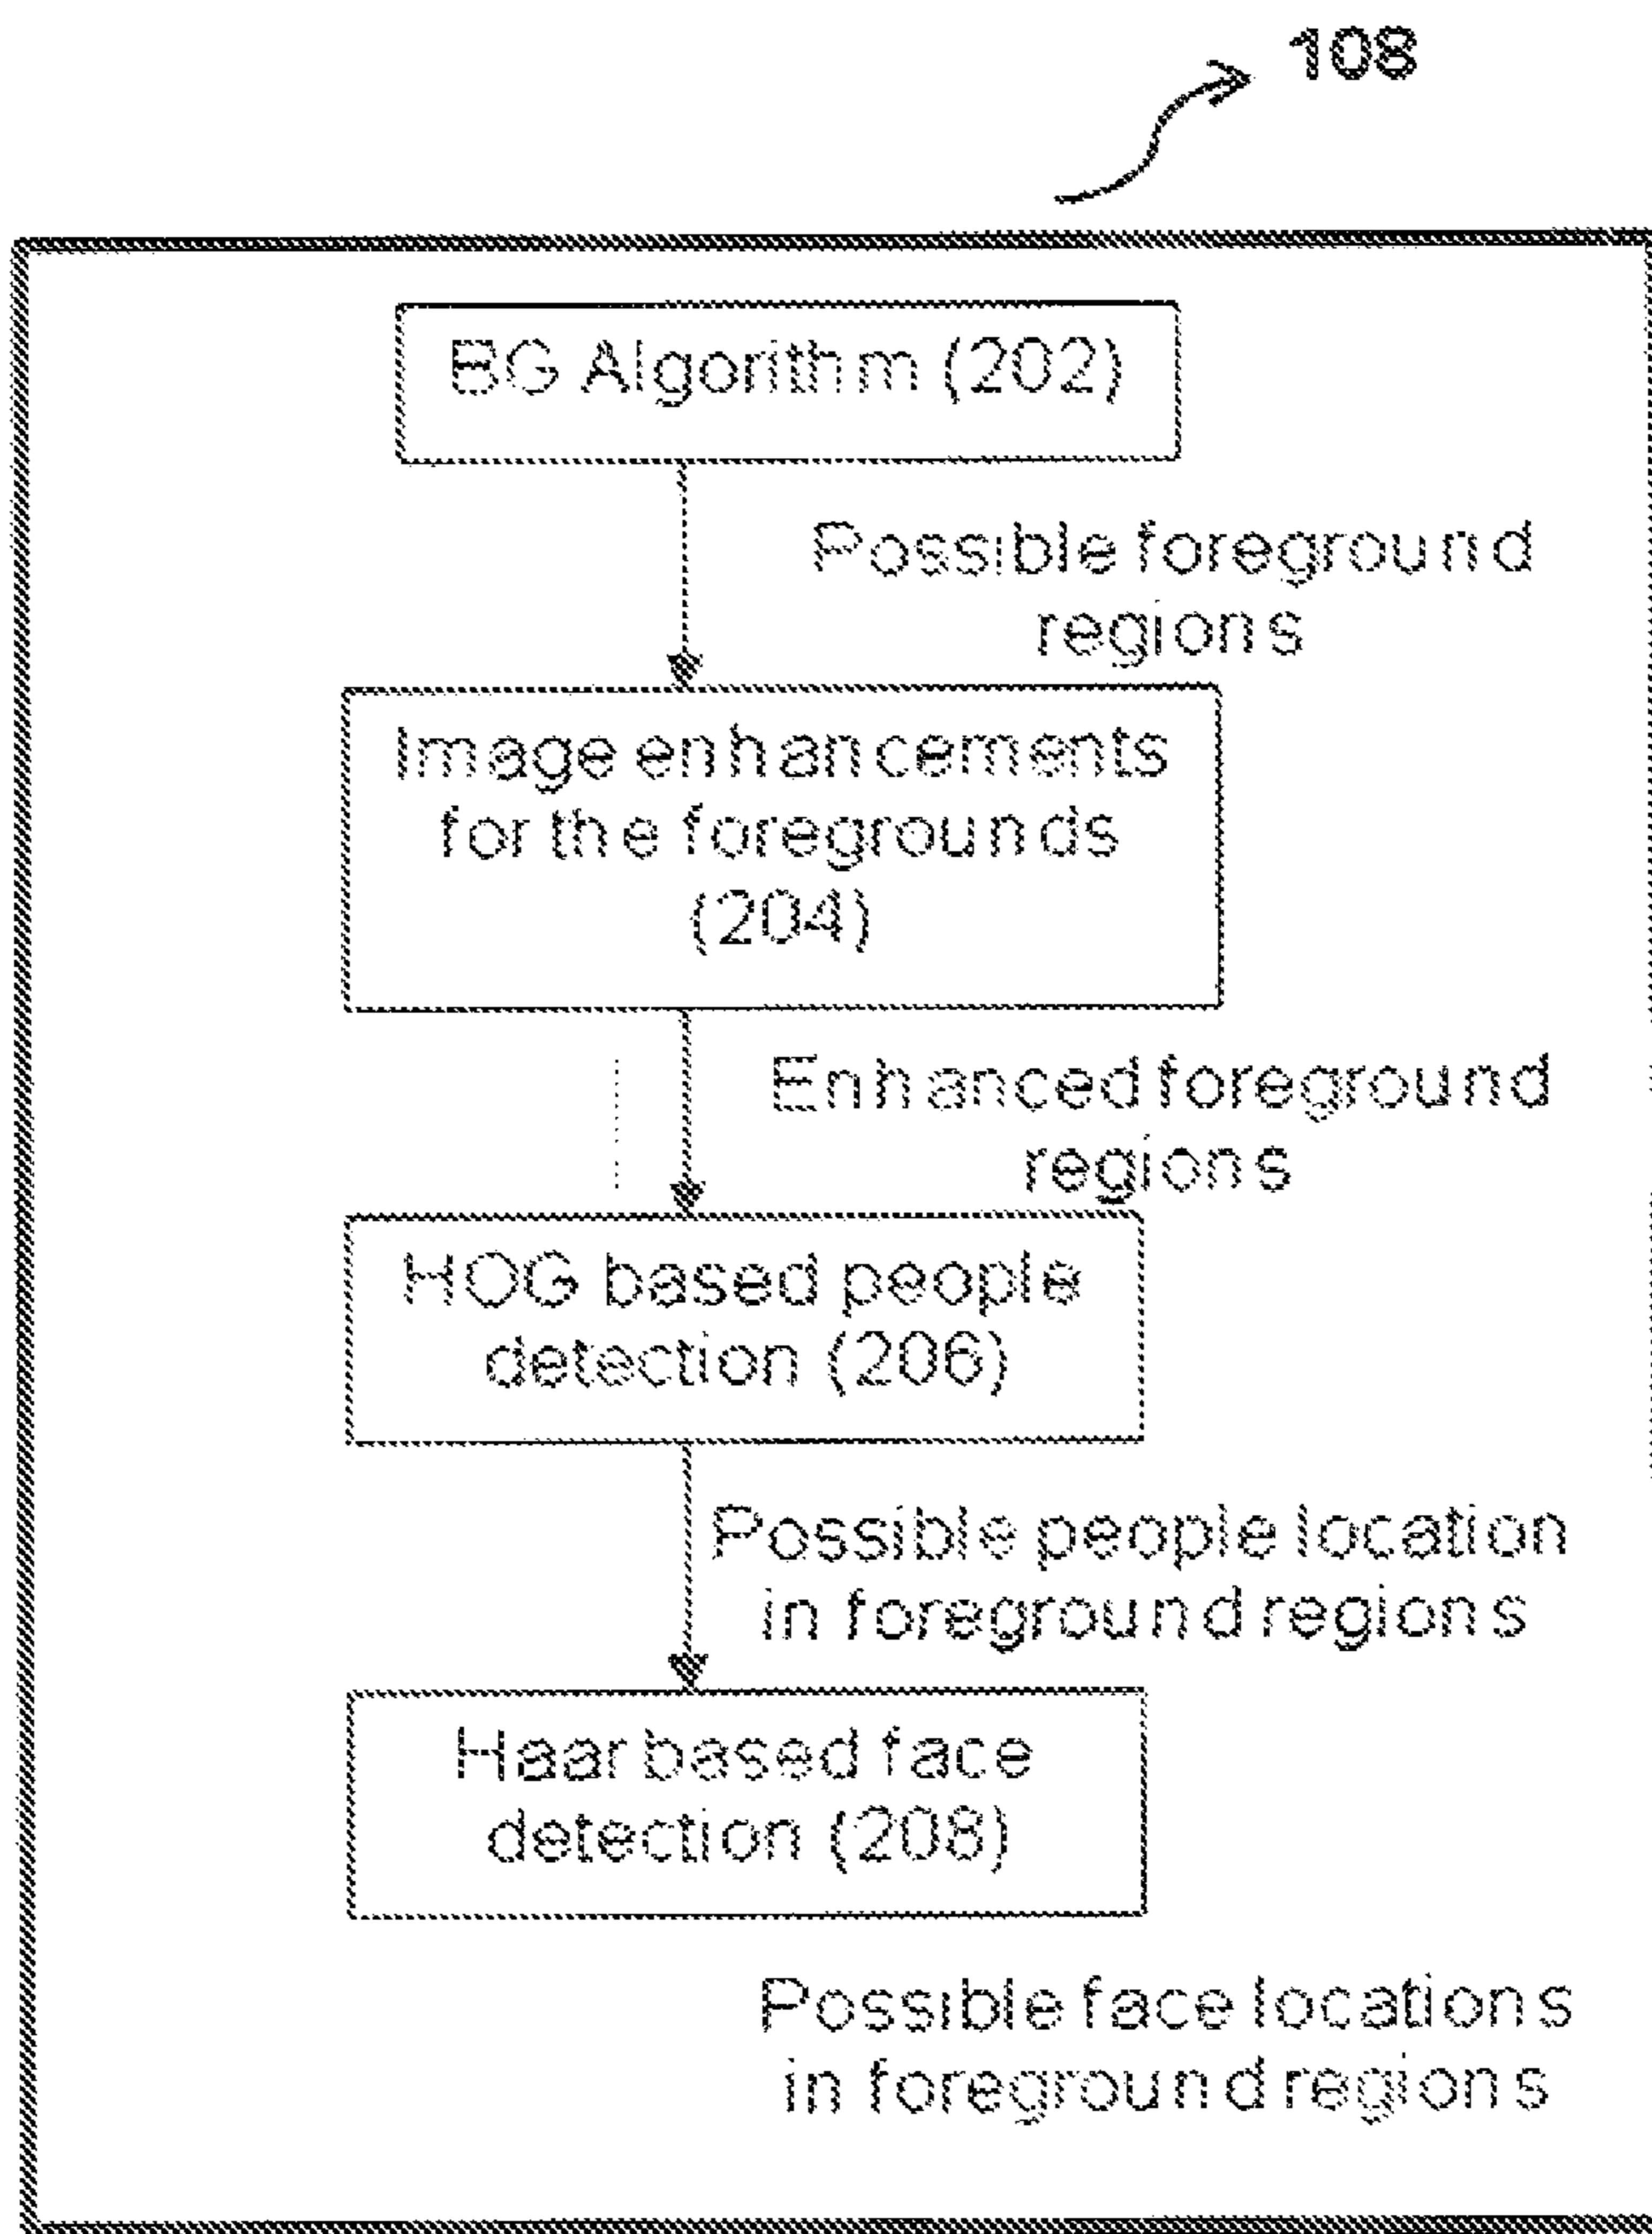 108
BG Algorithm (202)
Possible foreground
regions
Image enhancements
for the foregrounds
(204)
Enhanced foreground
regions
HOG based people
detection (206)
Possible people location
in foreground regions
Haar based face
detection (208)
Possible face locations
in foreground regions